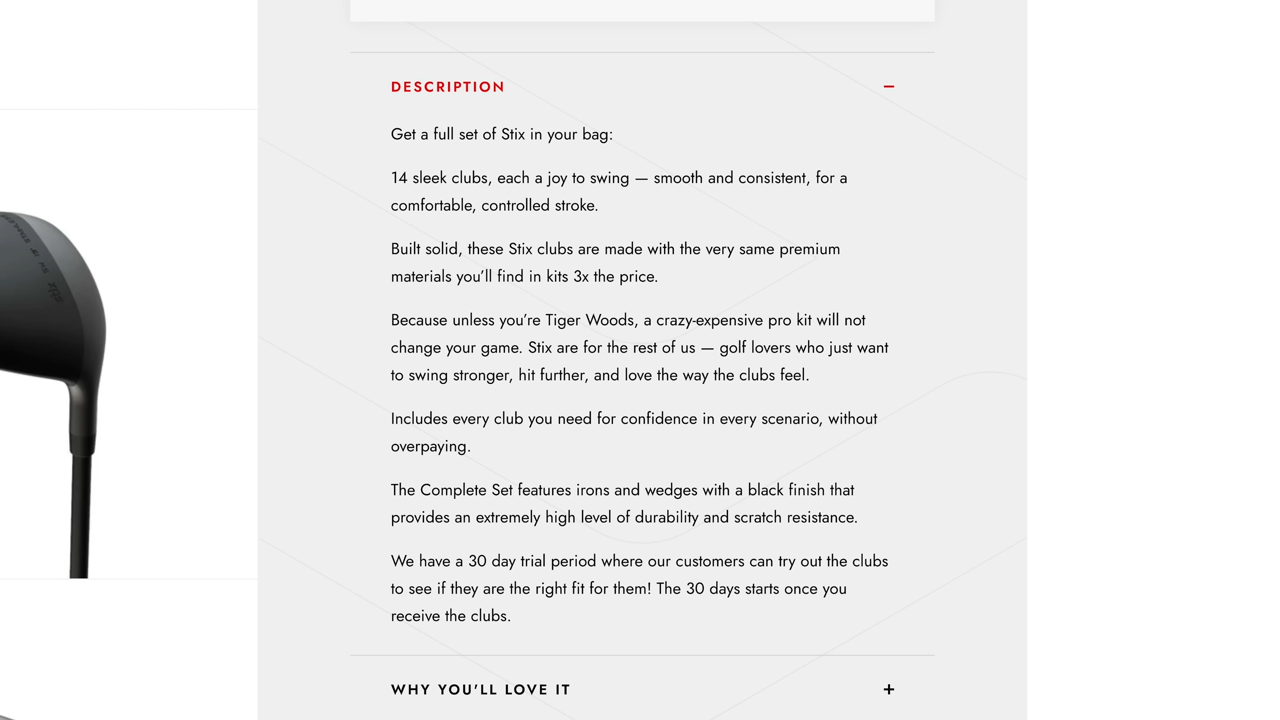 DESCRIPTION
Get a full set of Stix in your bag:
14 sleek clubs, each a joy to swing — smooth and consistent, for a
comfortable, controlled stroke.
Built solid, these Stix clubs are made with the very same premium
materials you’ll find in kits 3x the price.
Because unless you’re Tiger Woods, a crazy-expensive pro kit will not
change your game. Stix are for the rest of us — golf lovers who just want
to swing stronger, hit further, and love the way the clubs feel.
Includes every club you need for confidence in every scenario, without
overpaying.
The Complete Set features irons and wedges with a black finish that
provides an extremely high level of durability and scratch resistance.
We have a 30 day trial period where our customers can try out the clubs
to see if they are the right fit for them! The 30 days starts once you
receive the clubs.
WHY YOU’LL LOVE IT